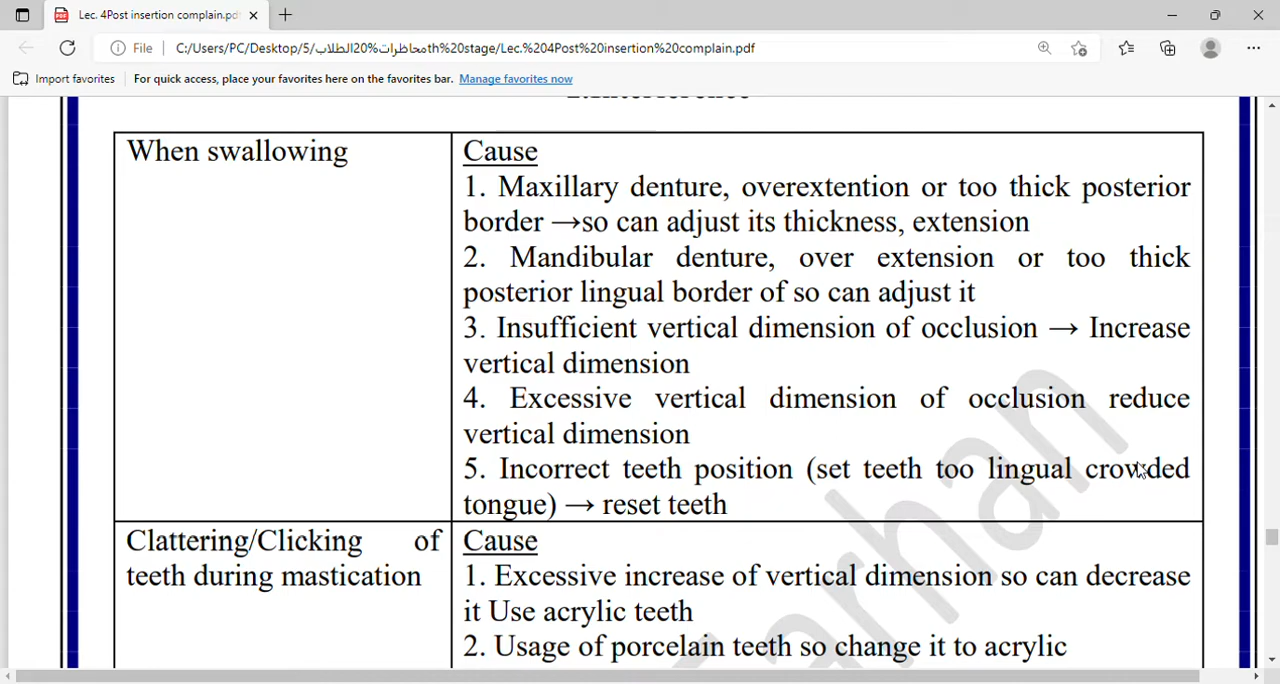 Lec. 4Post insertion complain.pd
File
C:/Users/PC/Desktop/5/محاظرات%20الطلابth%20stage/Lec.%204Post%20insertion%20complain.pdf
Import favorites
For quick access, place your favorites here on the favorites bar. Manage favorites now
When swallowing
Cause
1. Maxillary denture, overextention or too thick posterior
border →so can adjust its thickness, extension
2. Mandibular denture, over extension or too thick
posterior lingual border of so can adjust it
3. Insufficient vertical dimension of occlusion → Increase
vertical dimension
4. Excessive vertical dimension of occlusion reduce
vertical dimension
5. Incorrect teeth position (set teeth too lingual crowded
tongue) → reset teeth
Clattering/Clicking of
teeth during mastication
Cause
1. Excessive increase of vertical dimension so can decrease
it Use acrylic teeth
2. Usage of porcelain teeth so change it to acrylic